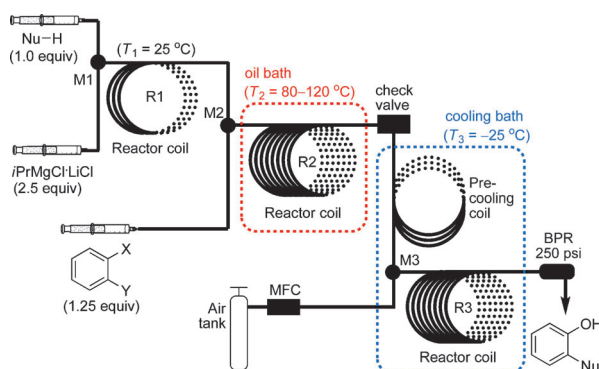 Nu–H
(1.0 equiv)
M1
(T1 = 25 °C)
R1
Reactor coil
iPrMgCl·LiCl
(2.5 equiv)
M2
X
Y
(1.25 equiv)
oil bath
(T2 = 80–120 °C)
R2
Reactor coil
check
valve
cooling bath
(T3 = –25 °C)
Pre-
cooling
coil
M3
MFC
Air
tank
R3
Reactor coil
BPR
250 psi
OH
Nu